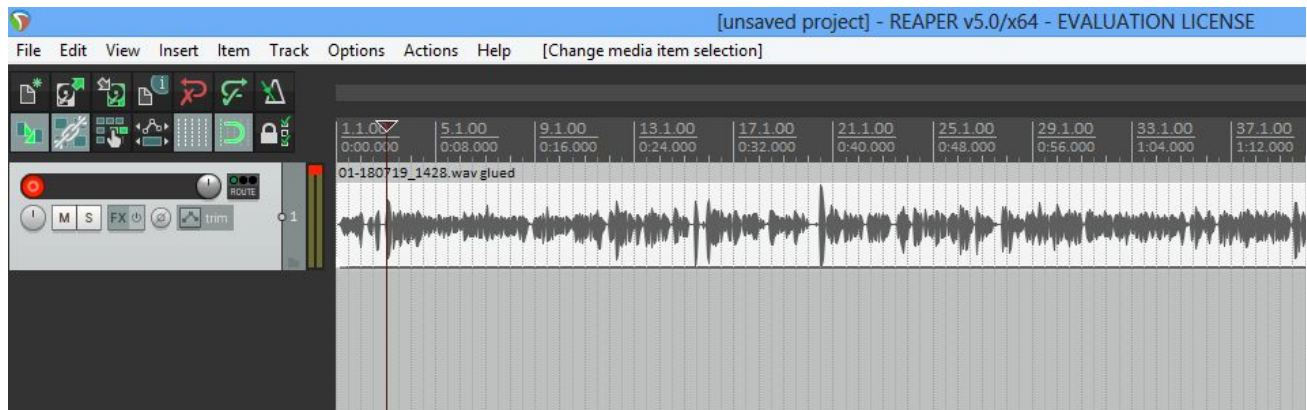 [unsaved project] - REAPER v5.0/x64 - EVALUATION LICENSE
File Edit View Insert Item Track Options Actions Help [Change media item selection]
1.1.00 5.1.00 9.1.00 13.1.00 17.1.00 21.1.00 25.1.00 29.1.00 33.1.00 37.1.00
0:00.000 0:08.000 0:16.000 0:24.000 0:32.000 0:40.000 0:48.000 0:56.000 1:04.000 1:12.000
01-180719_1428.wav glued
ROUTE
M S FX trim 1